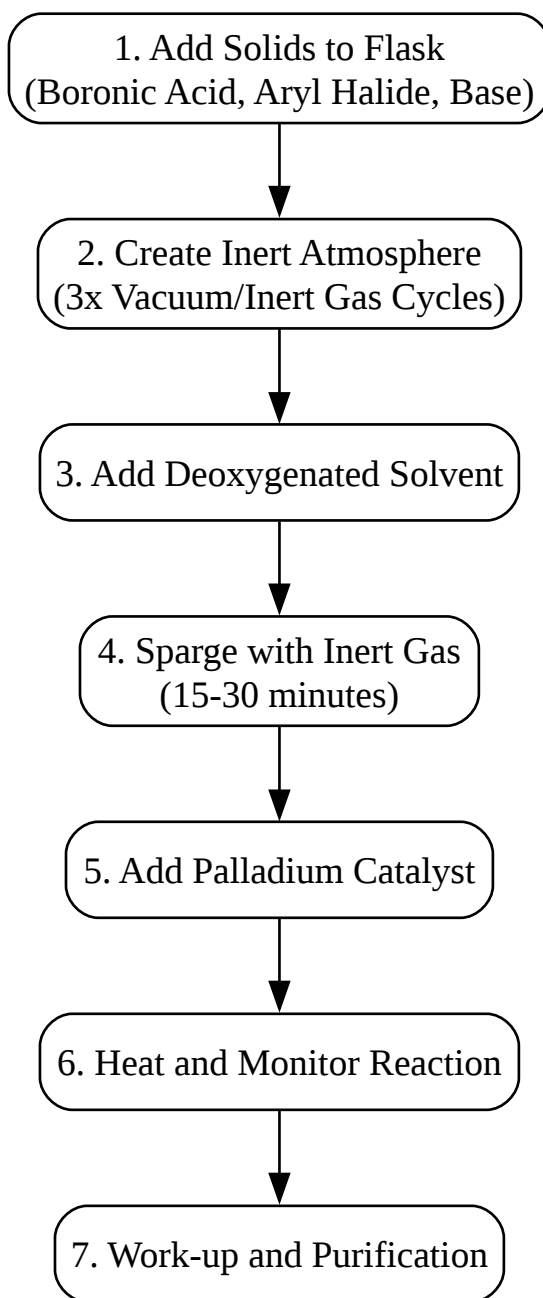 1. Add Solids to Flask
(Boronic Acid, Aryl Halide, Base)
2. Create Inert Atmosphere
(3x Vacuum/Inert Gas Cycles)
3. Add Deoxygenated Solvent
4. Sparge with Inert Gas
(15-30 minutes)
5. Add Palladium Catalyst
6. Heat and Monitor Reaction
7. Work-up and Purification